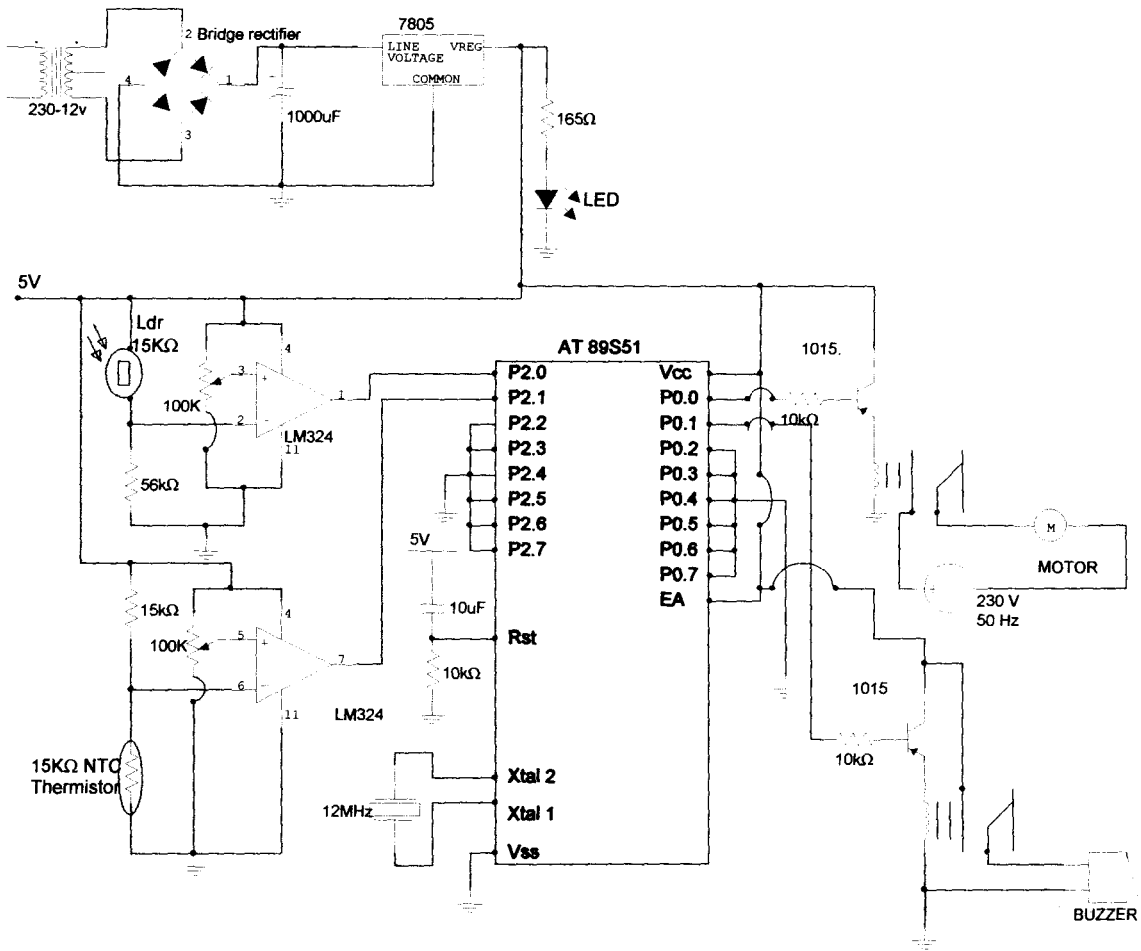 2
Bridge rectifier
7805
LINE VOLTAGE
VREG
COMMON
4
1
3
230-12v
1000uF
165Ω
LED
5V
Ldr
15KΩ
4
3
1
2
100K
LM324
11
56kΩ
15kΩ
4
100K
5
7
6
LM324
11
15KΩ NTC
Thermistor
AT 89S51
P2.0
P2.1
P2.2
P2.3
P2.4
P2.5
P2.6
P2.7
5V
10uF
Rst
10kΩ
12MHz
Xtal 2
Xtal 1
Vss
Vcc
P0.0
P0.1
P0.2
P0.3
P0.4
P0.5
P0.6
P0.7
EA
1015.
10kΩ
M
MOTOR
230 V
50 Hz
1015
10kΩ
BUZZER